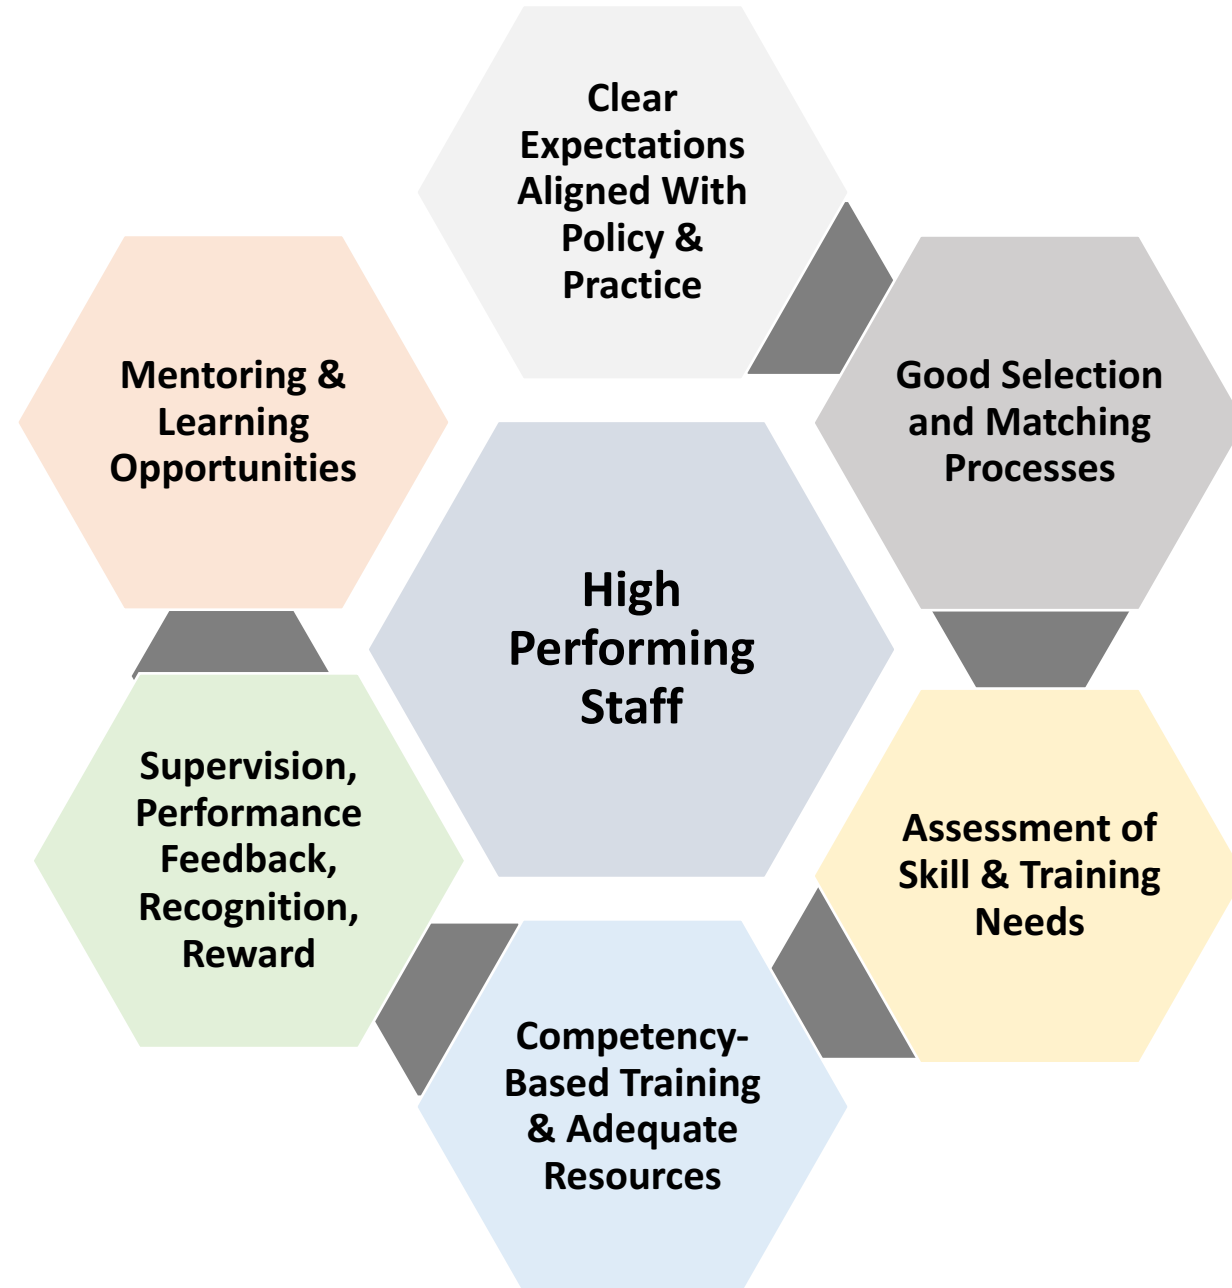 Clear
Expectations
Aligned With
Policy &
Practice
Good Selection
and Matching
Processes
Assessment of
Skill & Training
Needs
Competency-
Based Training
& Adequate
Resources
Supervision,
Performance
Feedback,
Recognition,
Reward
Mentoring &
Learning
Opportunities
High
Performing
Staff